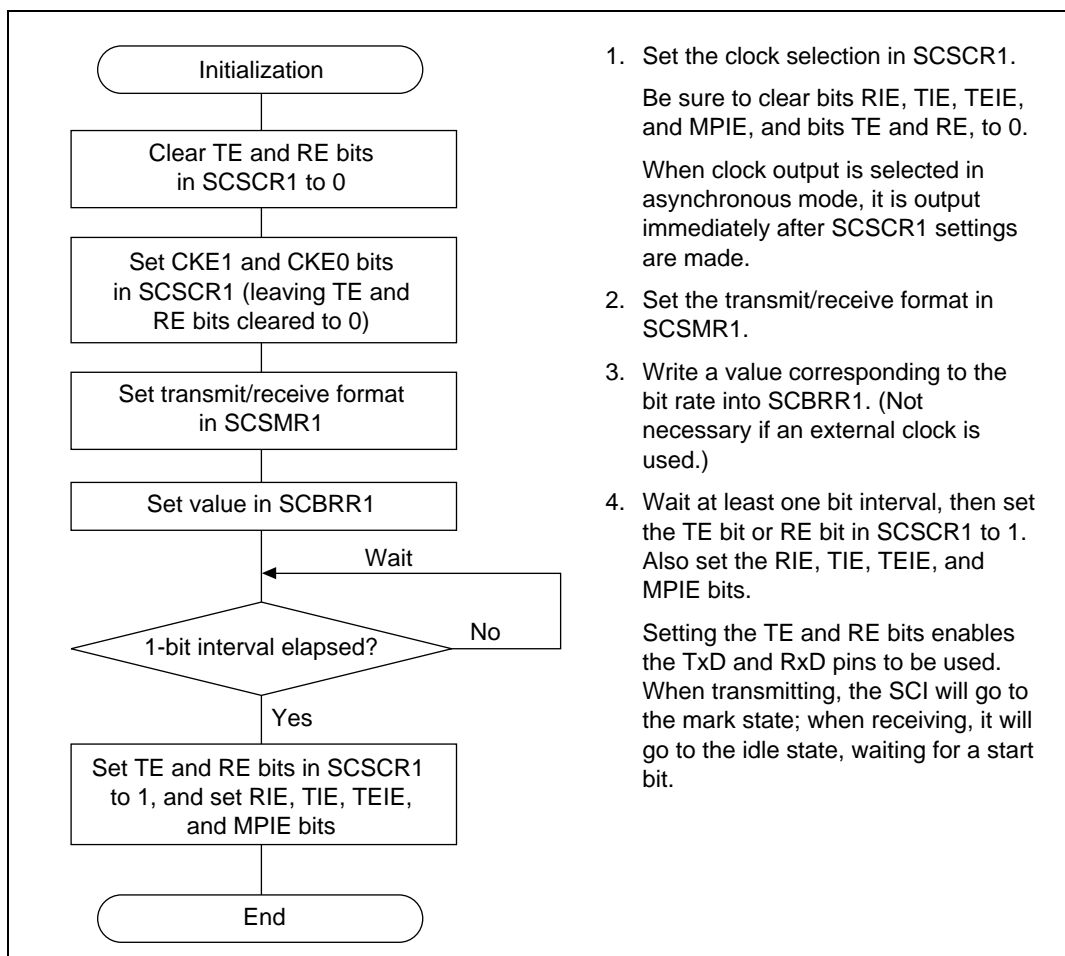 Initialization
Clear TE and RE bits
in SCSCR1 to 0
Set CKE1 and CKE0 bits
in SCSCR1 (leaving TE and
RE bits cleared to 0)
Set transmit/receive format
in SCSMR1
Set value in SCBRR1
Wait
1-bit interval elapsed?
No
Yes
Set TE and RE bits in SCSCR1
to 1, and set RIE, TIE, TEIE,
and MPIE bits
End
1. Set the clock selection in SCSCR1.
Be sure to clear bits RIE, TIE, TEIE,
and MPIE, and bits TE and RE, to 0.
When clock output is selected in
asynchronous mode, it is output
immediately after SCSCR1 settings
are made.
2. Set the transmit/receive format in
SCSMR1.
3. Write a value corresponding to the
bit rate into SCBRR1. (Not
necessary if an external clock is
used.)
4. Wait at least one bit interval, then set
the TE bit or RE bit in SCSCR1 to 1.
Also set the RIE, TIE, TEIE, and
MPIE bits.
Setting the TE and RE bits enables
the TxD and RxD pins to be used.
When transmitting, the SCI will go to
the mark state; when receiving, it will
go to the idle state, waiting for a start
bit.